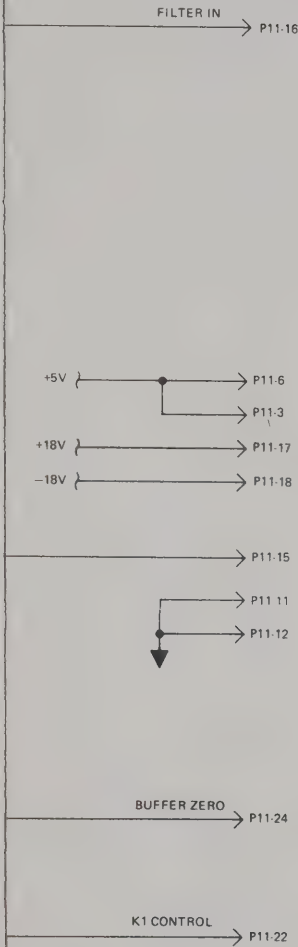 FILTER IN
P11-16
+5V P11-6
P11-3
+18V P11-17
−18V P11-18
P11-15
P11 11
P11-12
BUFFER ZERO
P11-24
K1 CONTROL
P11-22